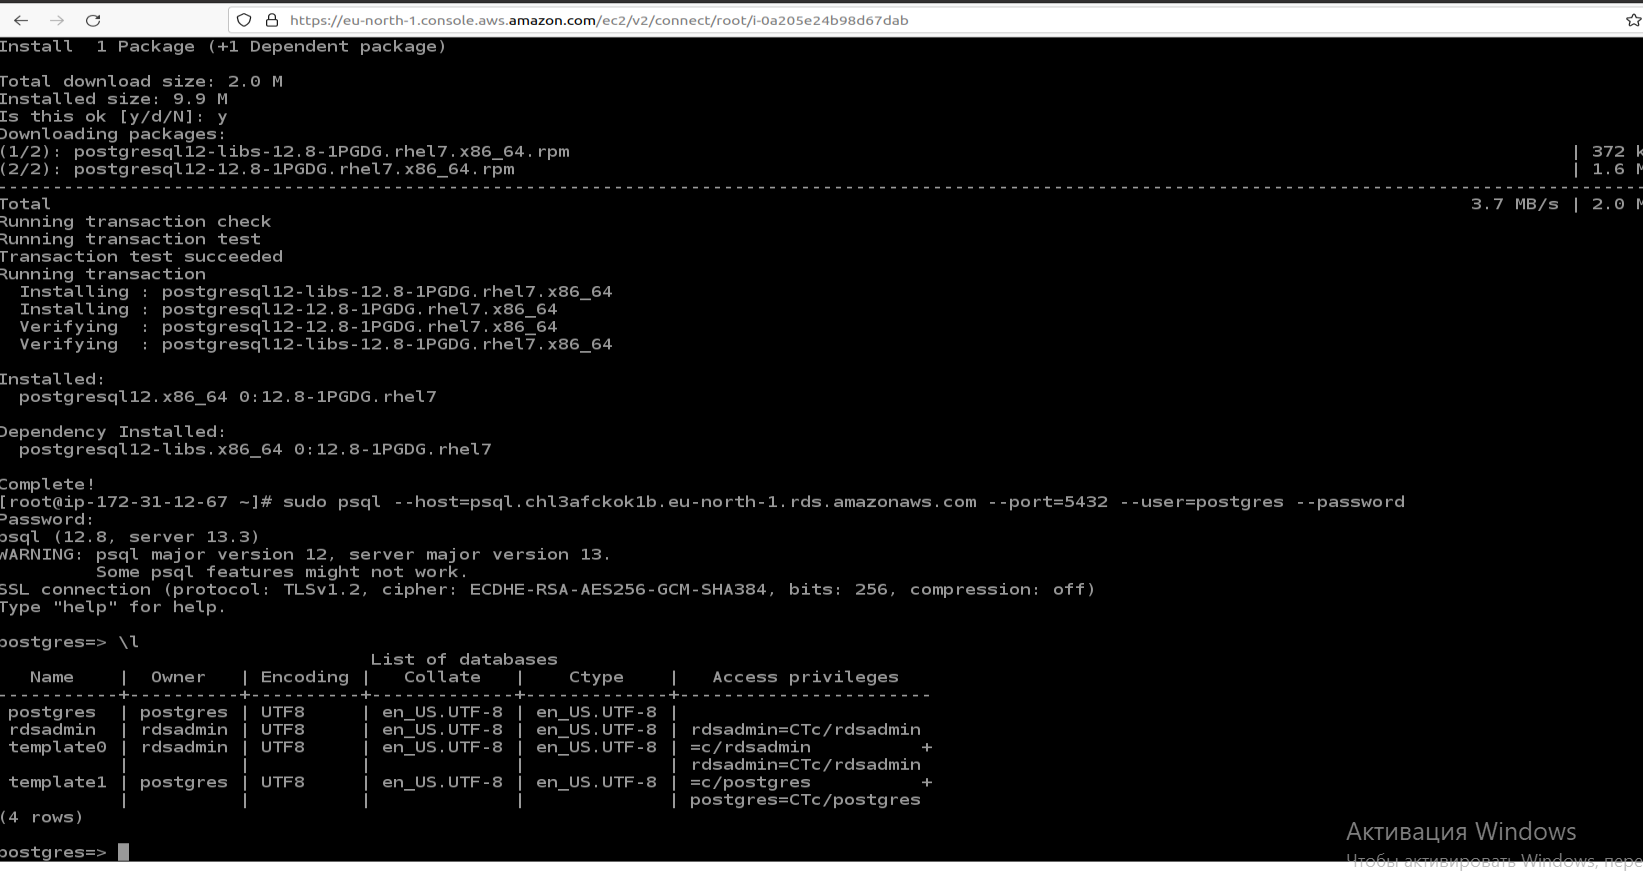 https://eu-north-1.console.aws.amazon.com/ec2/v2/connect/root/i-0a205e24b98d67dab
Install  1 Package (+1 Dependent package)
Total download size: 2.0 M
Installed size: 9.9 M
Is this ok [y/d/N]: y
Downloading packages:
(1/2): postgresql12-libs-12.8-1PGDG.rhel7.x86_64.rpm | 372 k
(2/2): postgresql12-12.8-1PGDG.rhel7.x86_64.rpm | 1.6 M
Total 3.7 MB/s | 2.0 M
Running transaction check
Running transaction test
Transaction test succeeded
Running transaction
  Installing : postgresql12-libs-12.8-1PGDG.rhel7.x86_64
  Installing : postgresql12-12.8-1PGDG.rhel7.x86_64
  Verifying  : postgresql12-12.8-1PGDG.rhel7.x86_64
  Verifying  : postgresql12-libs-12.8-1PGDG.rhel7.x86_64
Installed:
  postgresql12.x86_64 0:12.8-1PGDG.rhel7
Dependency Installed:
  postgresql12-libs.x86_64 0:12.8-1PGDG.rhel7
Complete!
[root@ip-172-31-12-67 ~]# sudo psql --host=psql.chl3afckok1b.eu-north-1.rds.amazonaws.com --port=5432 --user=postgres --password
Password:
psql (12.8, server 13.3)
WARNING: psql major version 12, server major version 13.
         Some psql features might not work.
SSL connection (protocol: TLSv1.2, cipher: ECDHE-RSA-AES256-GCM-SHA384, bits: 256, compression: off)
Type "help" for help.
postgres=> \l
List of databases
   Name    |  Owner   | Encoding |   Collate   |    Ctype    |   Access privileges
-----------+----------+----------+-------------+-------------+-----------------------
 postgres  | postgres | UTF8     | en_US.UTF-8 | en_US.UTF-8 |
 rdsadmin  | rdsadmin | UTF8     | en_US.UTF-8 | en_US.UTF-8 | rdsadmin=CTc/rdsadmin
 template0 | rdsadmin | UTF8     | en_US.UTF-8 | en_US.UTF-8 | =c/rdsadmin          +
           |          |          |             |             | rdsadmin=CTc/rdsadmin
 template1 | postgres | UTF8     | en_US.UTF-8 | en_US.UTF-8 | =c/postgres          +
           |          |          |             |             | postgres=CTc/postgres
(4 rows)
postgres=>
Активация Windows
Чтобы активировать Windows, пере